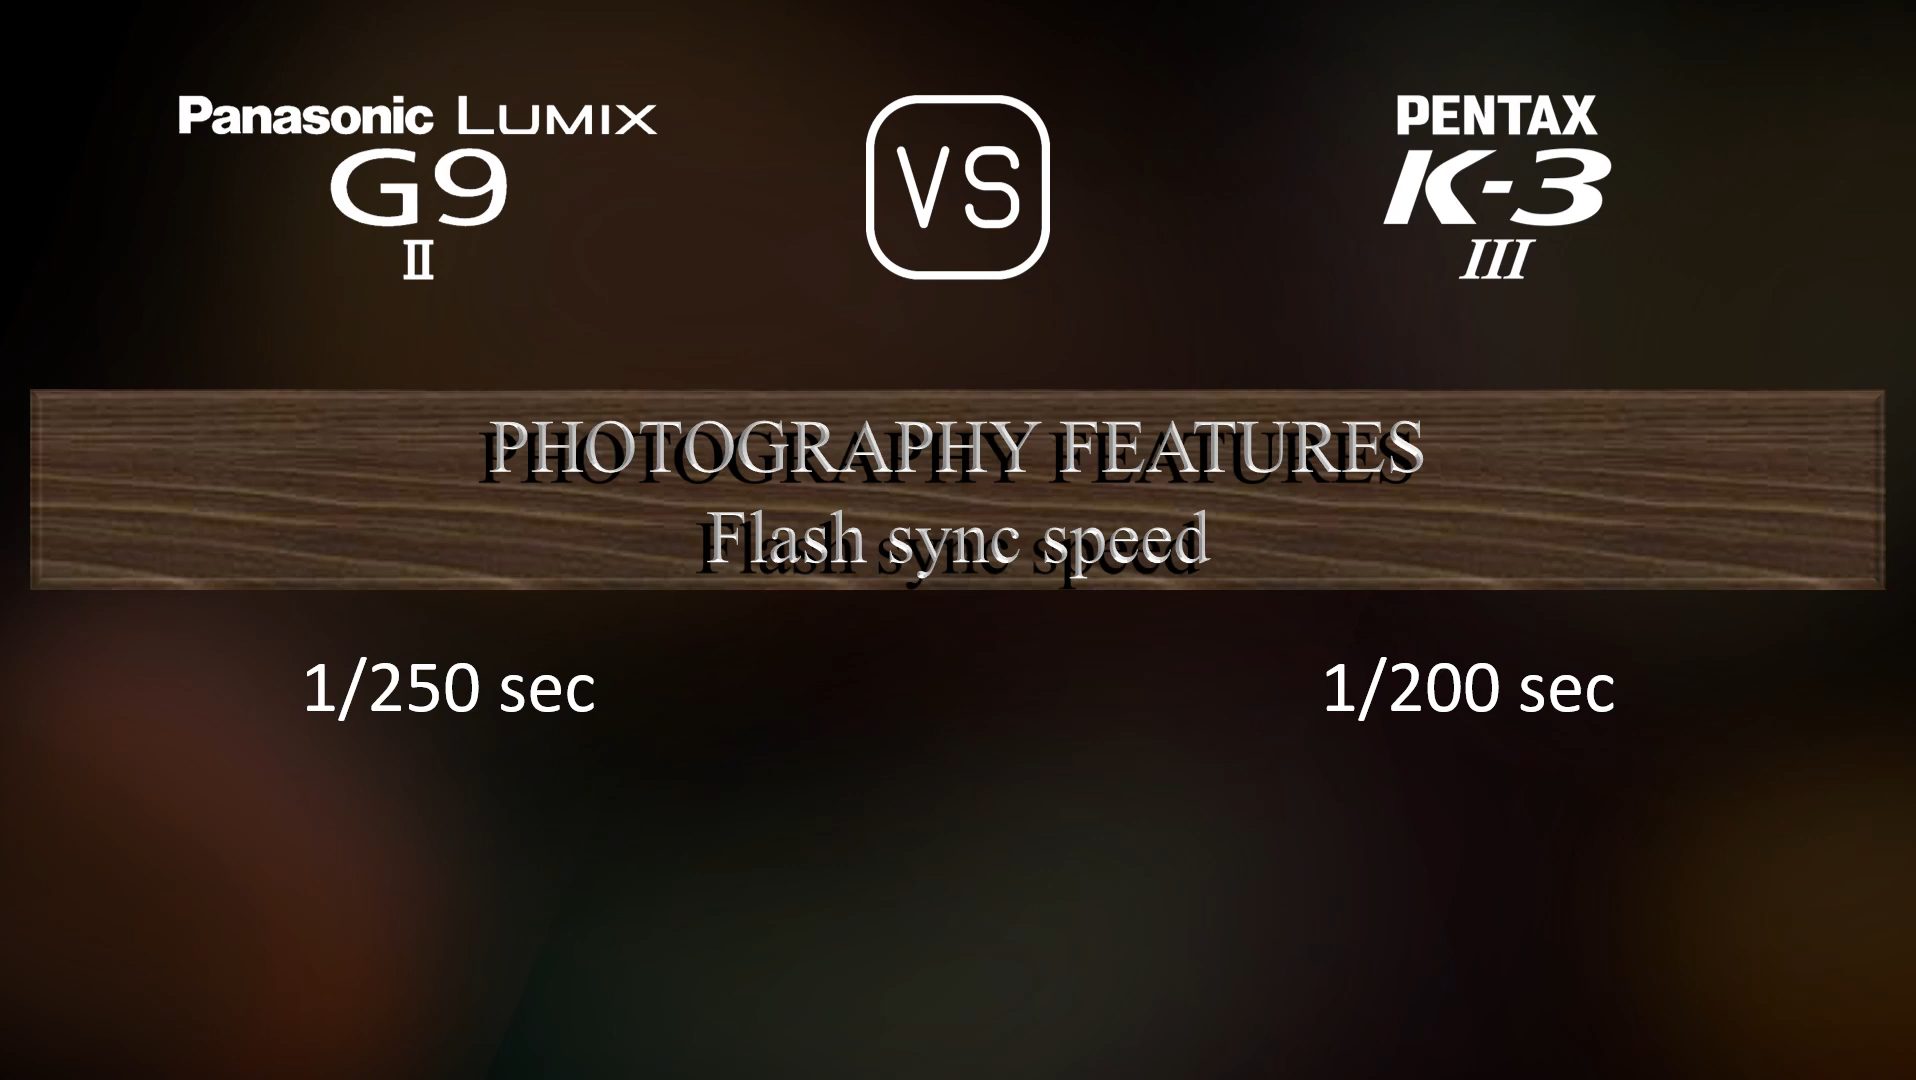 Panasonic LUMIX
G9
II
VS
PENTAX
K-3
III
PHOTOGRAPHY FEATURES
Flash sync speed
1/250 sec
1/200 sec